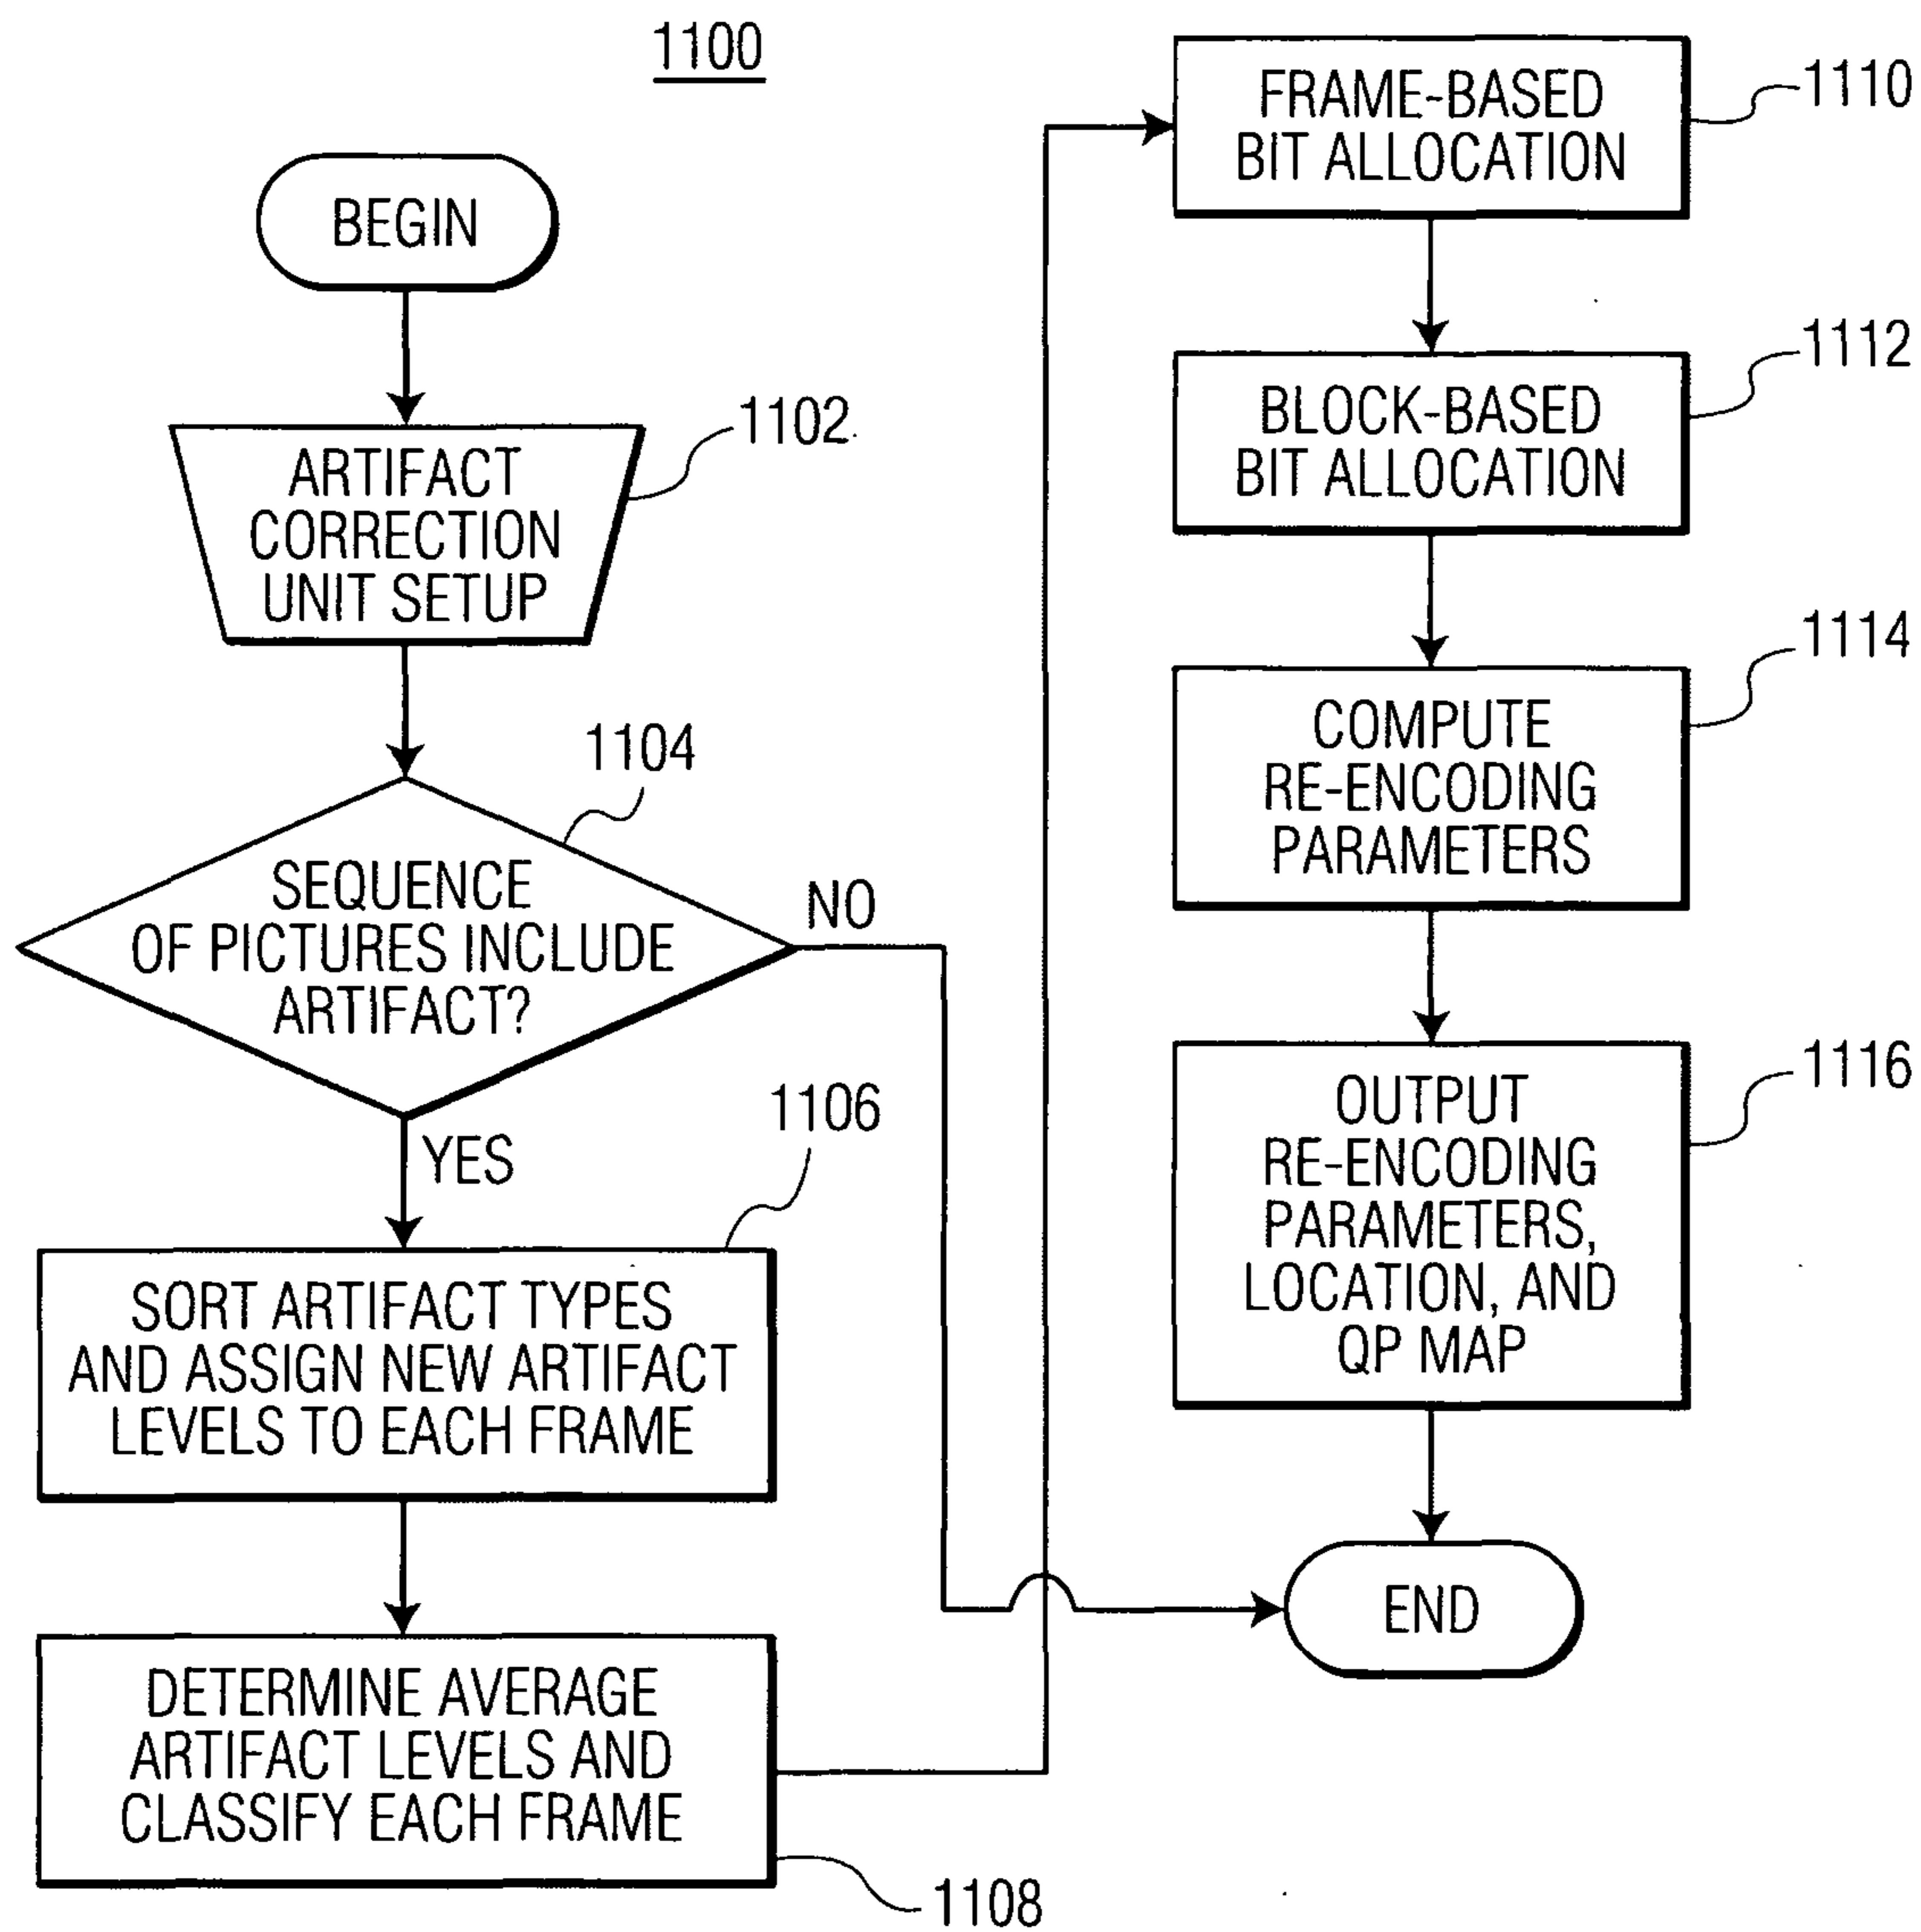 1100
BEGIN
1102
ARTIFACT
CORRECTION
UNIT SETUP
1104
SEQUENCE
OF PICTURES INCLUDE
ARTIFACT?
NO
YES
1106
SORT ARTIFACT TYPES
AND ASSIGN NEW ARTIFACT
LEVELS TO EACH FRAME
DETERMINE AVERAGE
ARTIFACT LEVELS AND
CLASSIFY EACH FRAME
1108
FRAME-BASED
BIT ALLOCATION
1110
BLOCK-BASED
BIT ALLOCATION
1112
COMPUTE
RE-ENCODING
PARAMETERS
1114
OUTPUT
RE-ENCODING
PARAMETERS,
LOCATION, AND
QP MAP
1116
END